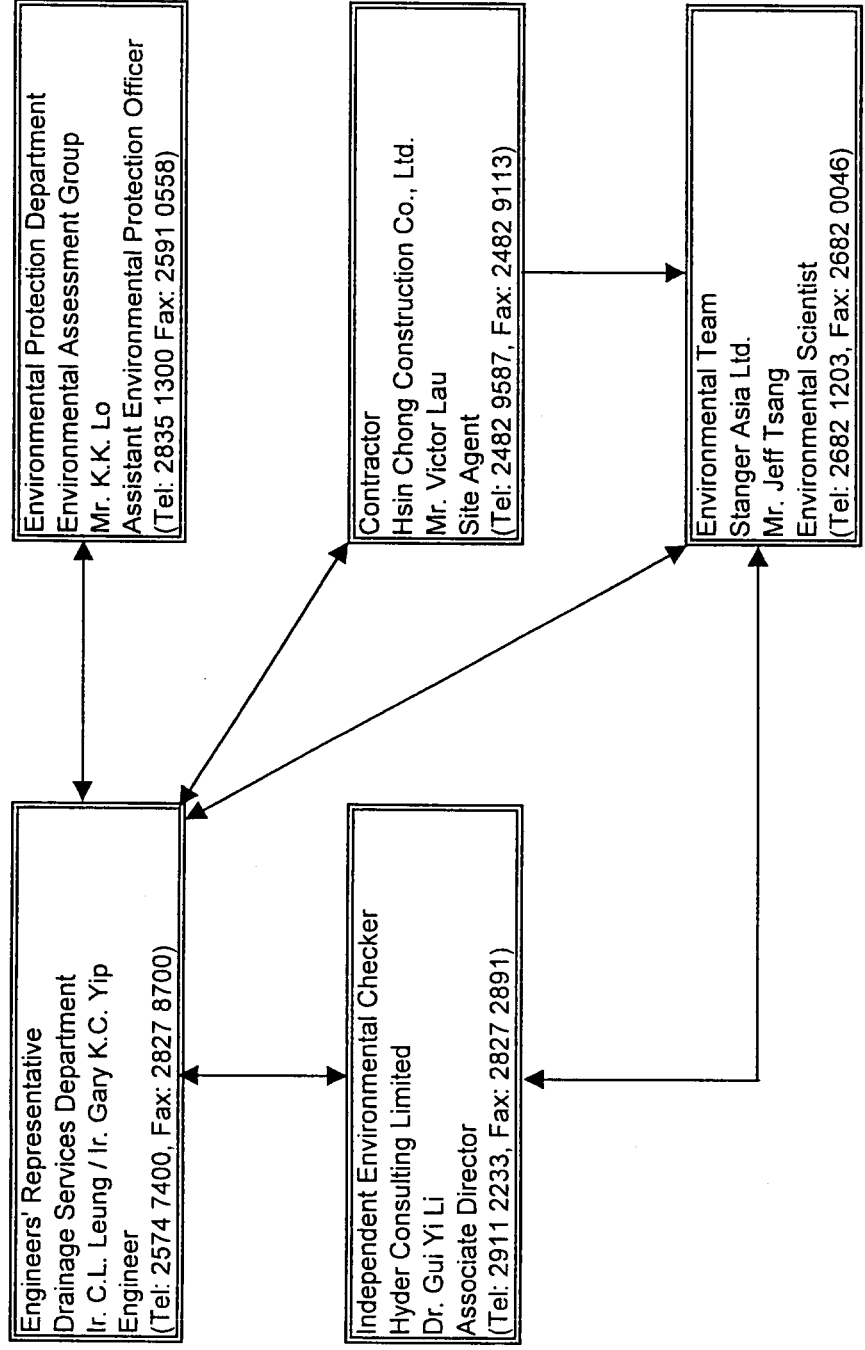 Engineers' Representative
Drainage Services Department
Ir. C.L. Leung / Ir. Gary K.C. Yip
Engineer
(Tel: 2574 7400, Fax: 2827 8700)
Environmental Protection Department
Environmental Assessment Group
Mr. K.K. Lo
Assistant Environmental Protection Officer
(Tel: 2835 1300 Fax: 2591 0558)
Independent Environmental Checker
Hyder Consulting Limited
Dr. Gui Yi Li
Associate Director
(Tel: 2911 2233, Fax: 2827 2891)
Contractor
Hsin Chong Construction Co., Ltd.
Mr. Victor Lau
Site Agent
(Tel: 2482 9587, Fax: 2482 9113)
Environmental Team
Stanger Asia Ltd.
Mr. Jeff Tsang
Environmental Scientist
(Tel: 2682 1203, Fax: 2682 0046)